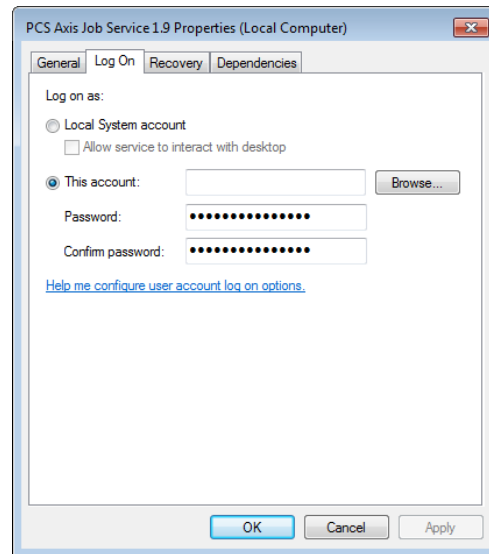 PCS Axis Job Service 1.9 Properties (Local Computer)
General Log On Recovery Dependencies
Log on as:
Local System account
Allow service to interact with desktop
This account: Browse...
Password: •••••••••••••••
Confirm password: •••••••••••••••
Help me configure user account log on options.
OK Cancel Apply